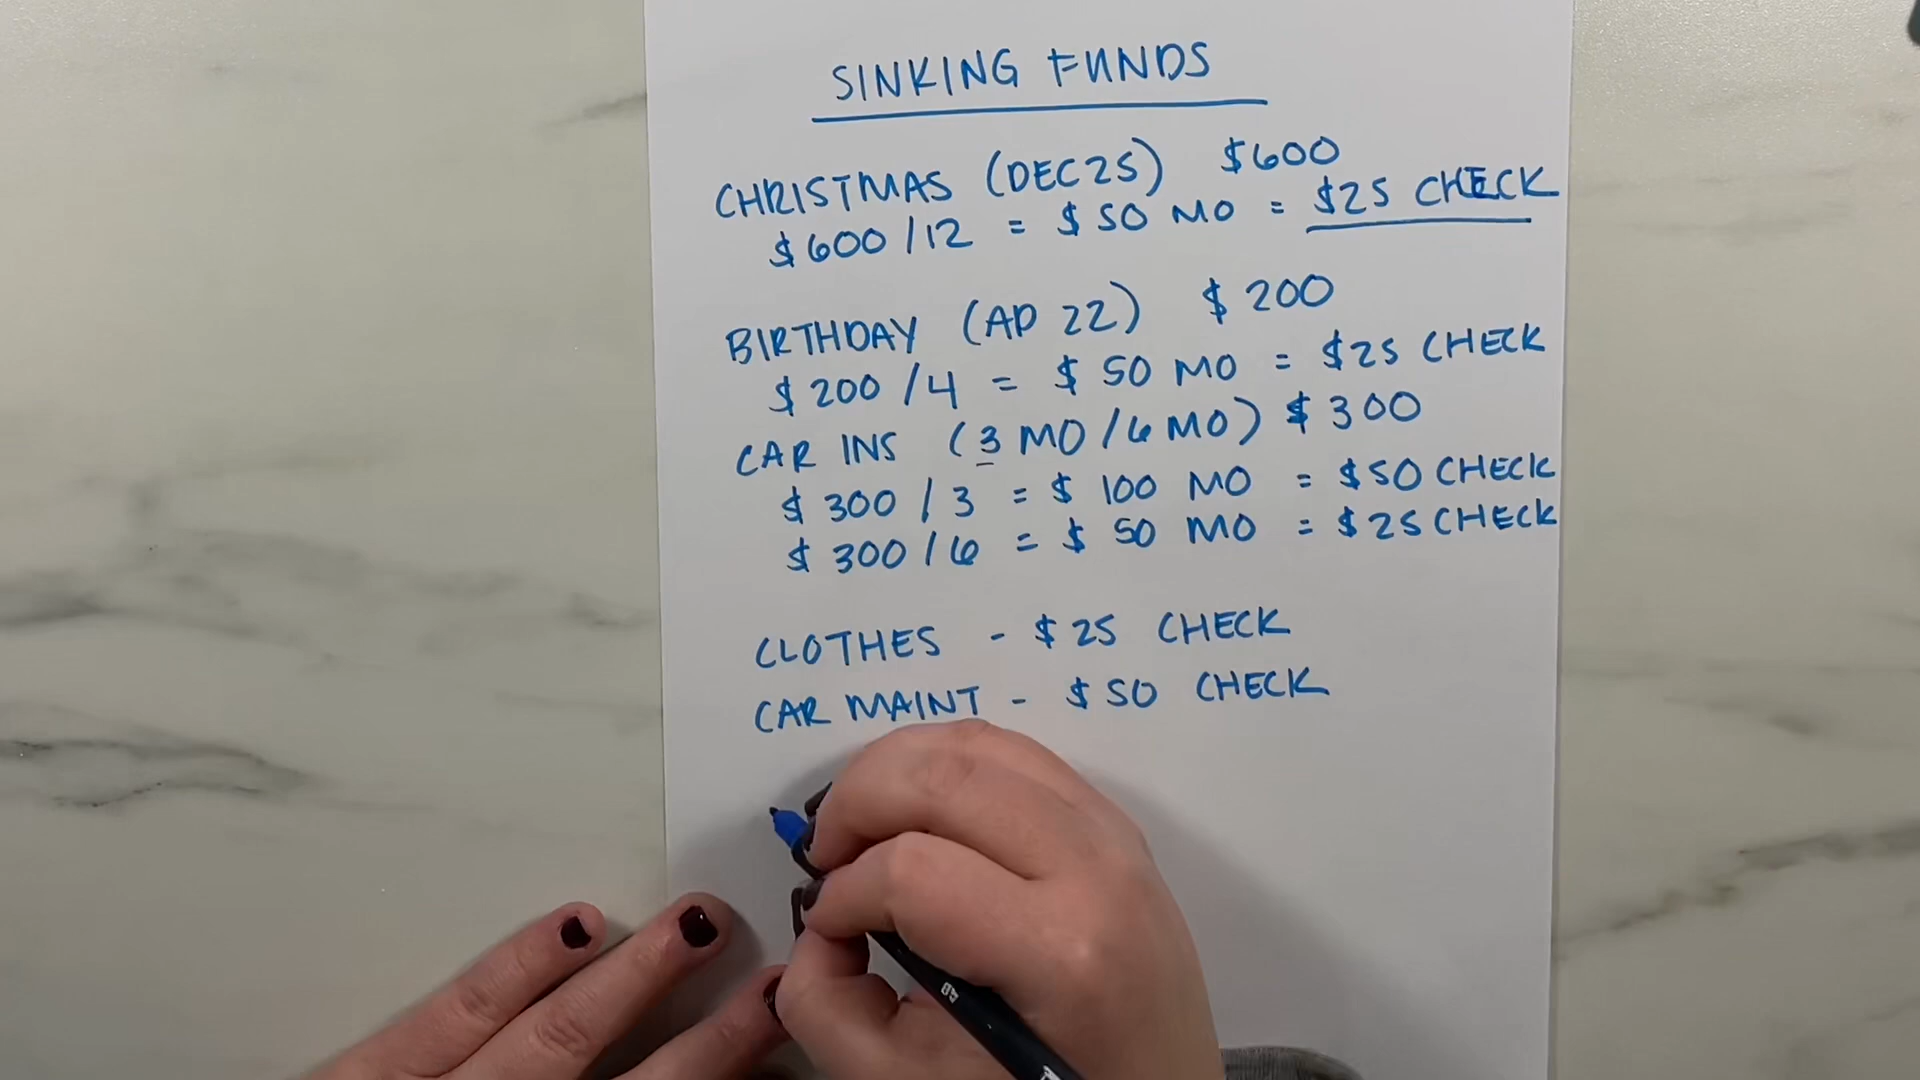 SINKING FUNDS
CHRISTMAS (DEC 25) $600
$600 / 12 = $50 MO = $25 CHECK
BIRTHDAY (AP 22) $200
$200 / 4 = $50 MO = $25 CHECK
CAR INS (3 MO / 6 MO) $300
$300 / 3 = $100 MO = $50 CHECK
$300 / 6 = $50 MO = $25 CHECK
CLOTHES - $25 CHECK
CAR MAINT - $50 CHECK